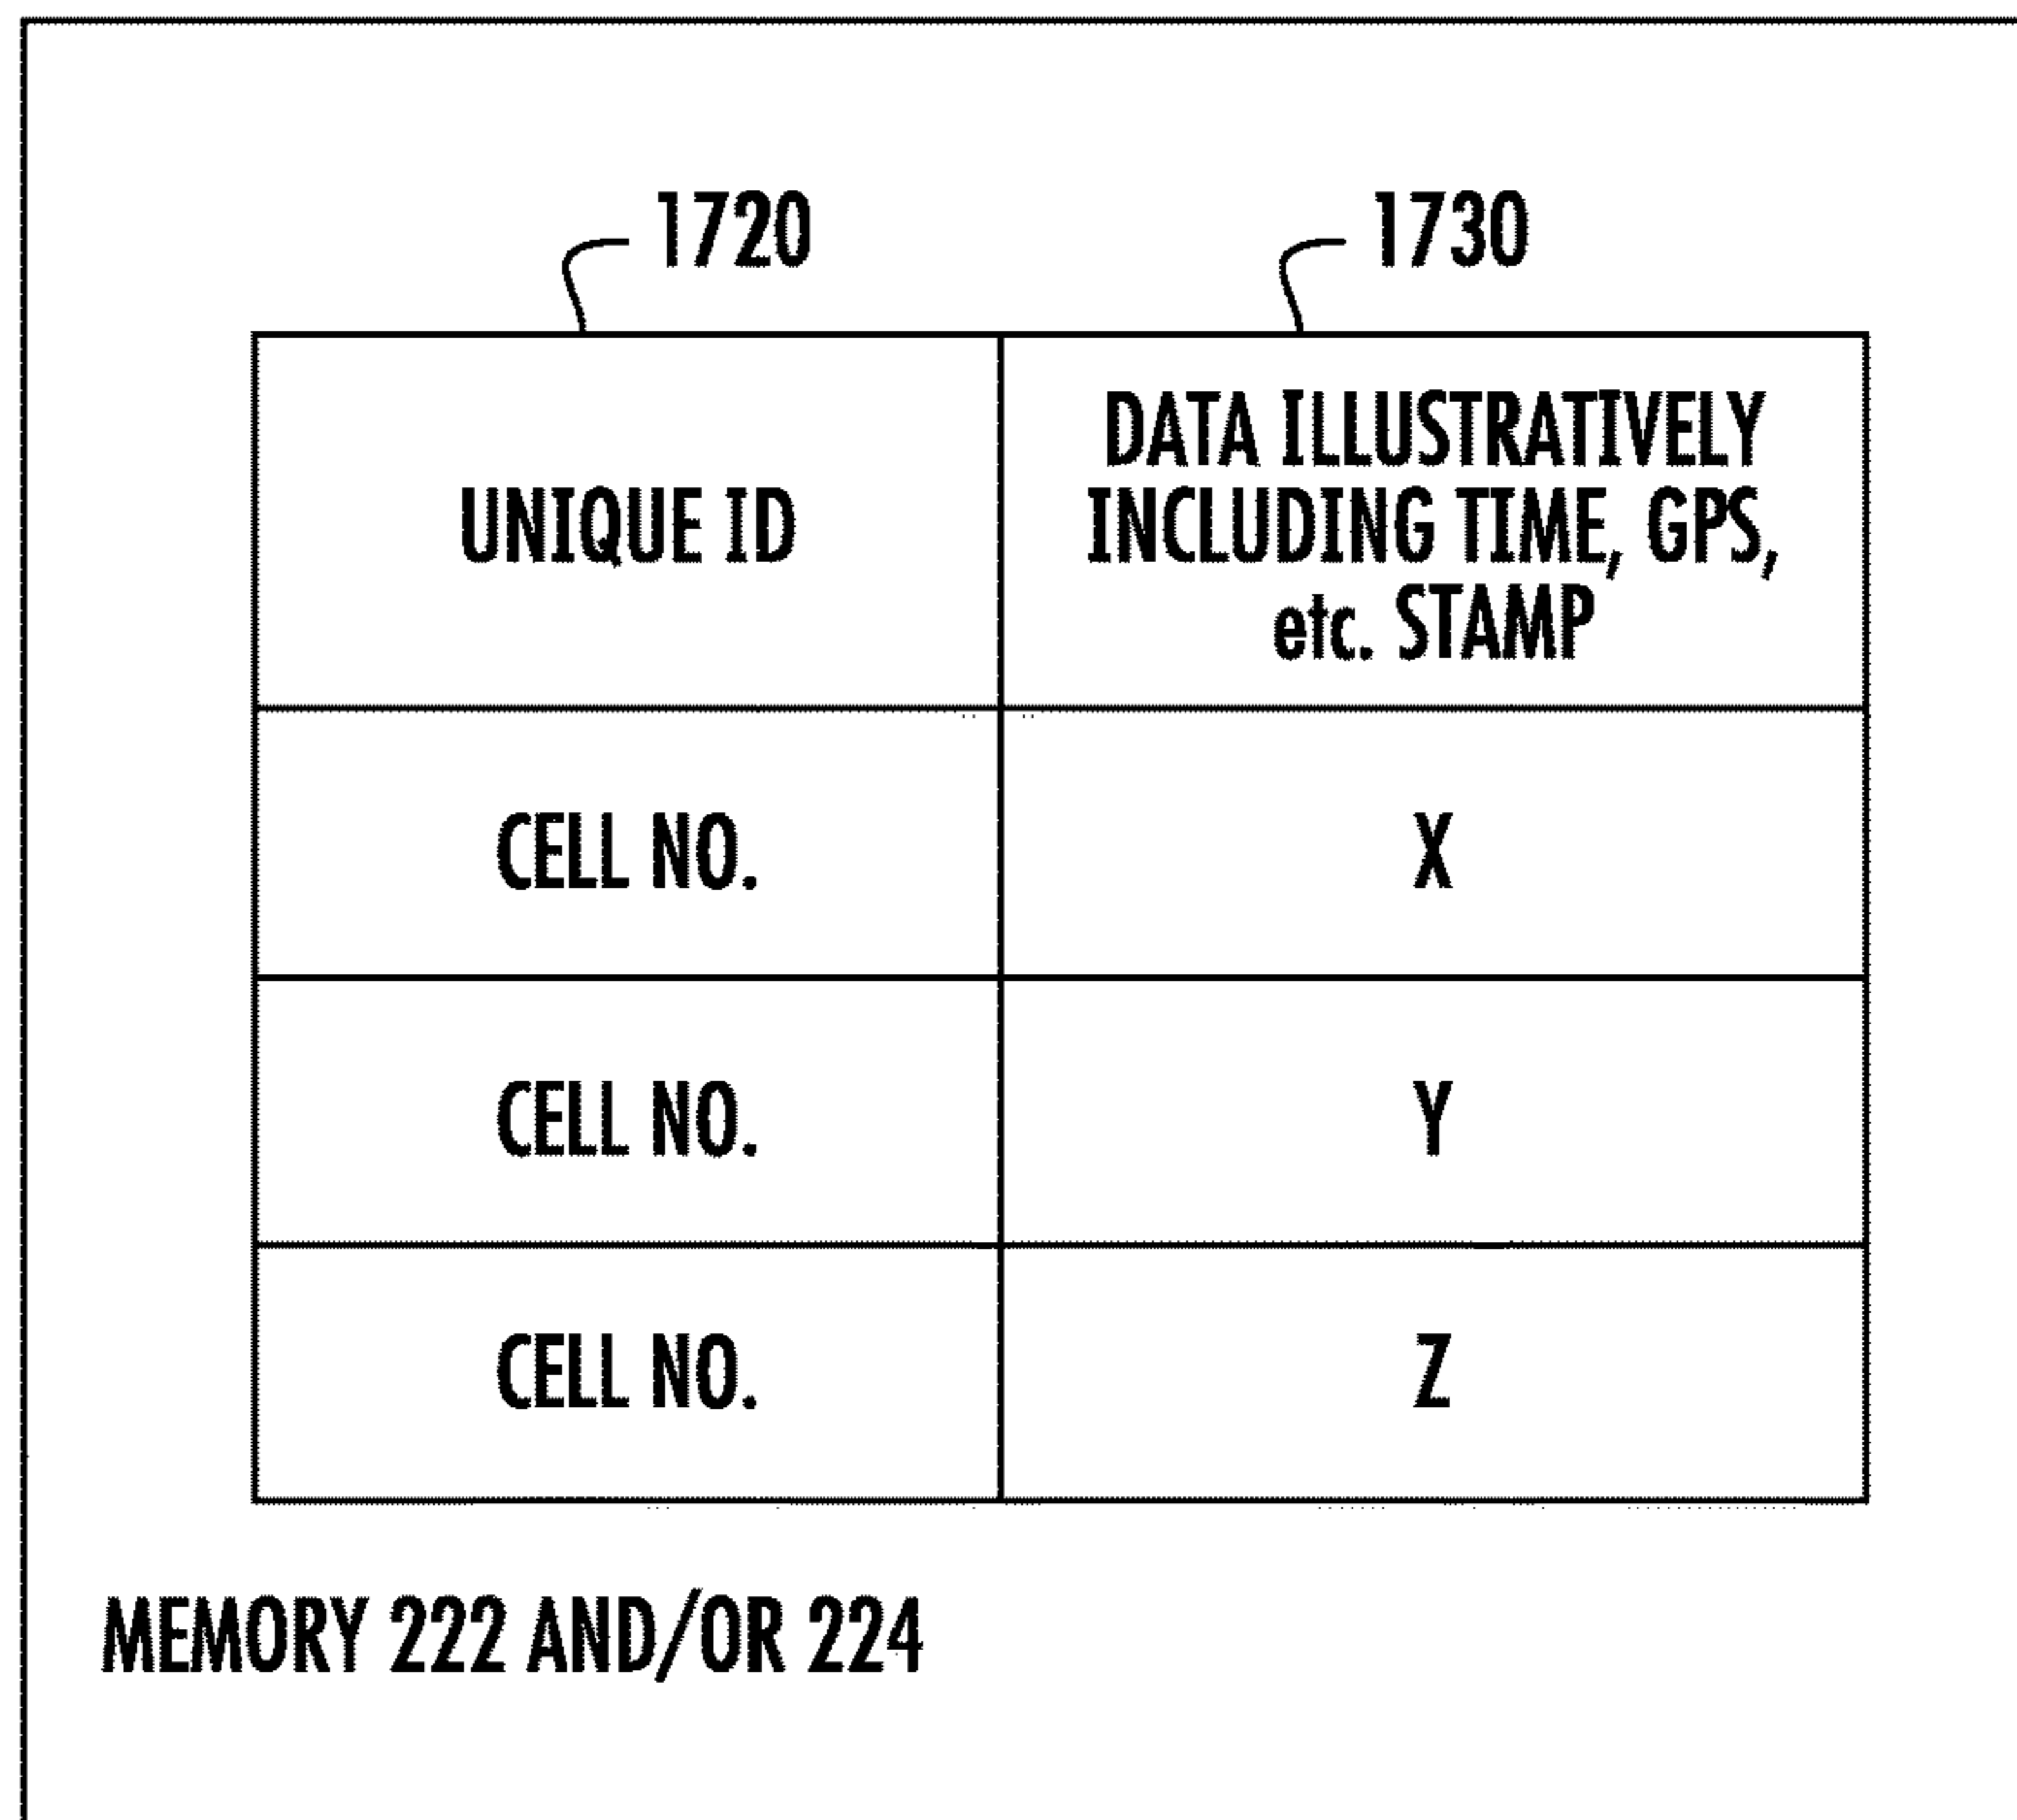 1720 1730
UNIQUE ID
DATA ILLUSTRATIVELY
INCLUDING TIME, GPS,
etc. STAMP
CELL NO. X
CELL NO. Y
CELL NO. Z
MEMORY 222 AND/OR 224